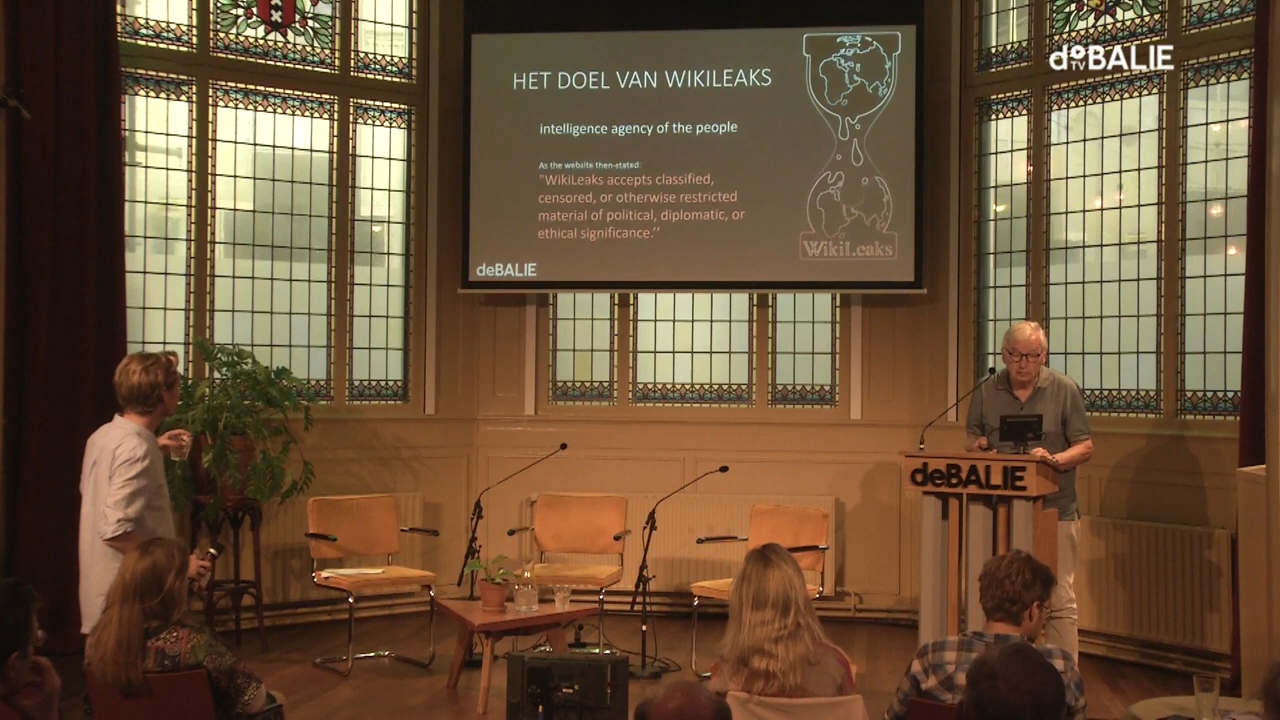 deBALIE
TV
HET DOEL VAN WIKILEAKS
intelligence agency of the people
As the website then-stated:
"WikiLeaks accepts classified,
censored, or otherwise restricted
material of political, diplomatic, or
ethical significance.’’
WikiLeaks
deBALIE
deBALIE